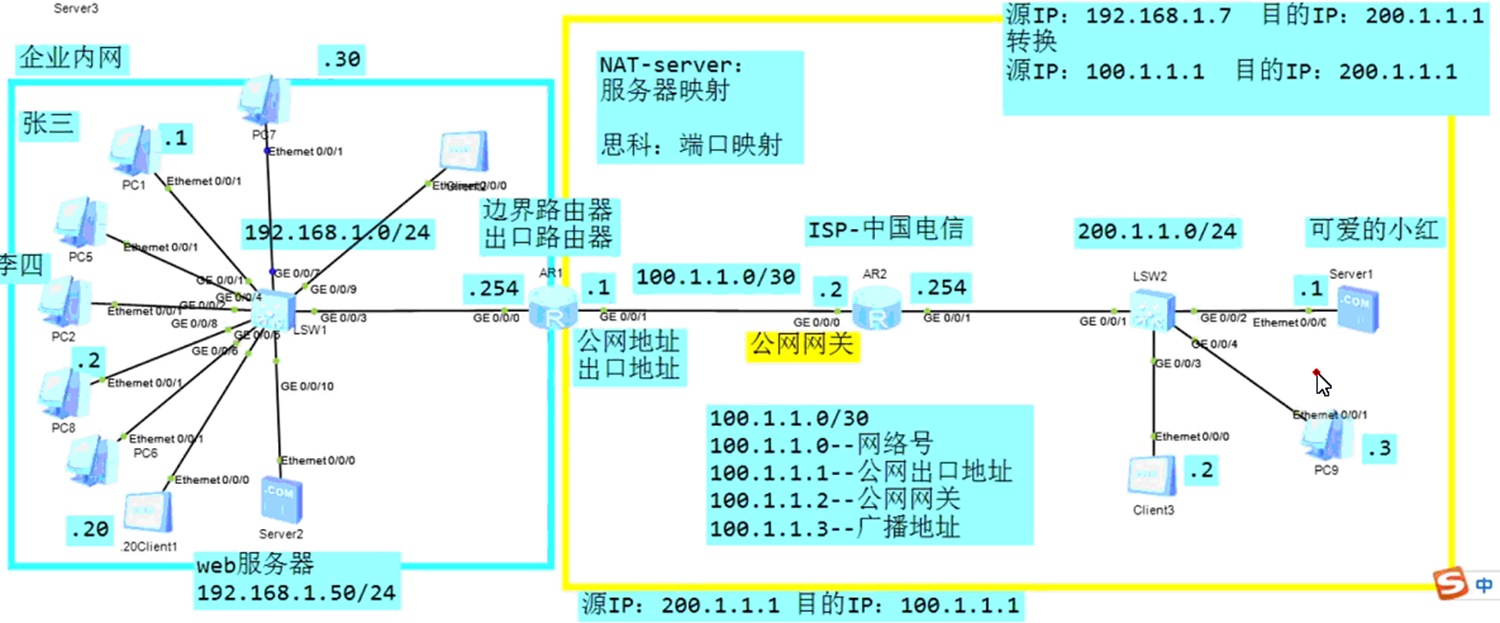 Server3
源IP: 192.168.1.7 目的IP: 200.1.1.1
转换
源IP: 100.1.1.1 目的IP: 200.1.1.1
企业内网
.30
NAT-server:
服务器映射
思科: 端口映射
张三
.1
PC7
Ethernet 0/0/1
PC1
Ethernet 0/0/1
Ethernet 0/0/0
192.168.1.0/24
边界路由器
出口路由器
ISP-中国电信
200.1.1.0/24
可爱的小红
PC5
Ethernet 0/0/1
李四
GE 0/0/7
GE 0/0/1
GE 0/0/9
GE 0/0/4
GE 0/0/2
Ethernet 0/0/1
GE 0/0/8
PC2
GE 0/0/6
GE 0/0/5
LSW1
GE 0/0/3
.254
GE 0/0/0
AR1
R
.1
GE 0/0/1
100.1.1.0/30
.2
GE 0/0/0
AR2
R
.254
GE 0/0/1
LSW2
GE 0/0/1
GE 0/0/2
.1
Ethernet 0/0/0
Server1
.COM
公网地址
出口地址
公网网关
GE 0/0/4
GE 0/0/3
.2
Ethernet 0/0/1
PC8
GE 0/0/10
Ethernet 0/0/1
PC6
Ethernet 0/0/0
Ethernet 0/0/0
.COM
Server2
.20
.20Client1
web服务器
192.168.1.50/24
100.1.1.0/30
100.1.1.0--网络号
100.1.1.1--公网出口地址
100.1.1.2--公网网关
100.1.1.3--广播地址
Ethernet 0/0/1
PC9
.3
Ethernet 0/0/0
.2
Client3
源IP: 200.1.1.1 目的IP: 100.1.1.1
S
中